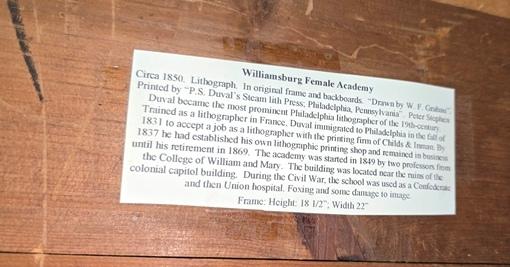 Williamsburg Female Academy
Circa 1850. Lithograph. In original frame and backboards. "Drawn by W. F. Grabau".
Printed by "P.S. Duval's Steam lith Press; Philadelphia, Pennsylvania". Peter Stephen
Duval became the most prominent Philadelphia lithographer of the 19th-century.
Trained as a lithographer in France. Duval immigrated to Philadelphia in the fall of
1831 to accept a job as a lithographer with the printing firm of Childs & Inman. By
1837 he had established his own lithographic printing shop and remained in business
until his retirement in 1869. The academy was started in 1849 by two professors from
the College of William and Mary. The building was located near the ruins of the
colonial capitol building. During the Civil War, the school was used as a Confederate
and then Union hospital. Foxing and some damage to image.
Frame: Height: 18 1/2"; Width 22"